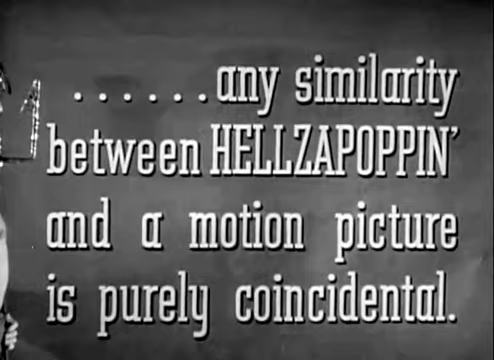 ......any similarity
between HELLZAPOPPIN'
and a motion picture
is purely coincidental.